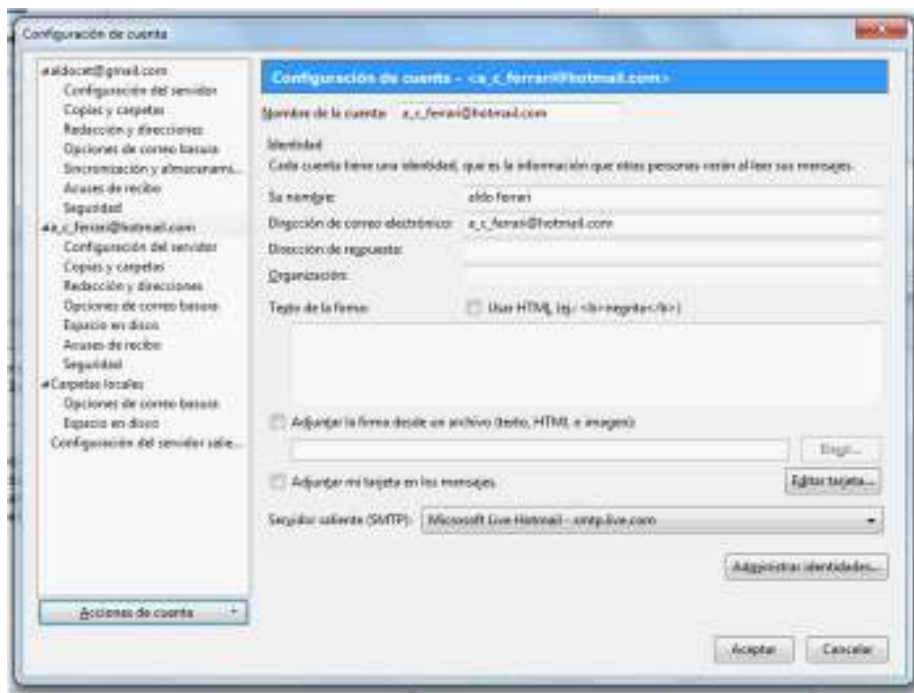 Configuración de cuenta
aldocet@gmail.com
Configuración del servidor
Copias y carpetas
Redacción y direcciones
Opciones de correo basura
Sincronización y almacenami...
Acuses de recibo
Seguridad
a_c_ferrari@hotmail.com
Configuración del servidor
Copias y carpetas
Redacción y direcciones
Opciones de correo basura
Espacio en disco
Acuses de recibo
Seguridad
Carpetas locales
Opciones de correo basura
Espacio en disco
Configuración del servidor salie...
Acciones de cuenta
Configuración de cuenta - <a_c_ferrari@hotmail.com>
Nombre de la cuenta: a_c_ferrari@hotmail.com
Identidad
Cada cuenta tiene una identidad, que es la información que otras personas verán al leer sus mensajes.
Su nombre: aldo ferrari
Dirección de correo electrónico: a_c_ferrari@hotmail.com
Dirección de respuesta:
Organización:
Texto de la firma: Usar HTML (ej.: <b>negrita</b>)
Adjuntar la firma desde un archivo (texto, HTML o imagen):
Elegir...
Adjuntar mi tarjeta en los mensajes
Editar tarjeta...
Servidor saliente (SMTP): Microsoft Live Hotmail - smtp.live.com
Administrar identidades...
Aceptar Cancelar